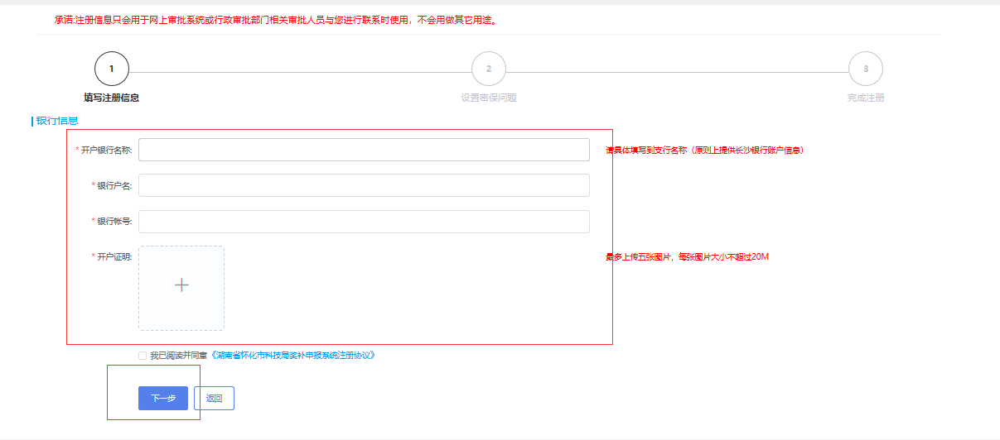 承诺:注册信息只会用于网上审批系统或行政审批部门相关审批人员与您进行联系时使用，不会用做其它用途。
1
2
3
填写注册信息
设置密保问题
完成注册
银行信息
* 开户银行名称:
请具体填写到支行名称（原则上提供长沙银行账户信息）
* 银行户名:
* 银行帐号:
* 开户证明:
最多上传五张图片，每张图片大小不超过20M
我已阅读并同意《湖南省怀化市科技局奖补申报系统注册协议》
下一步 返回